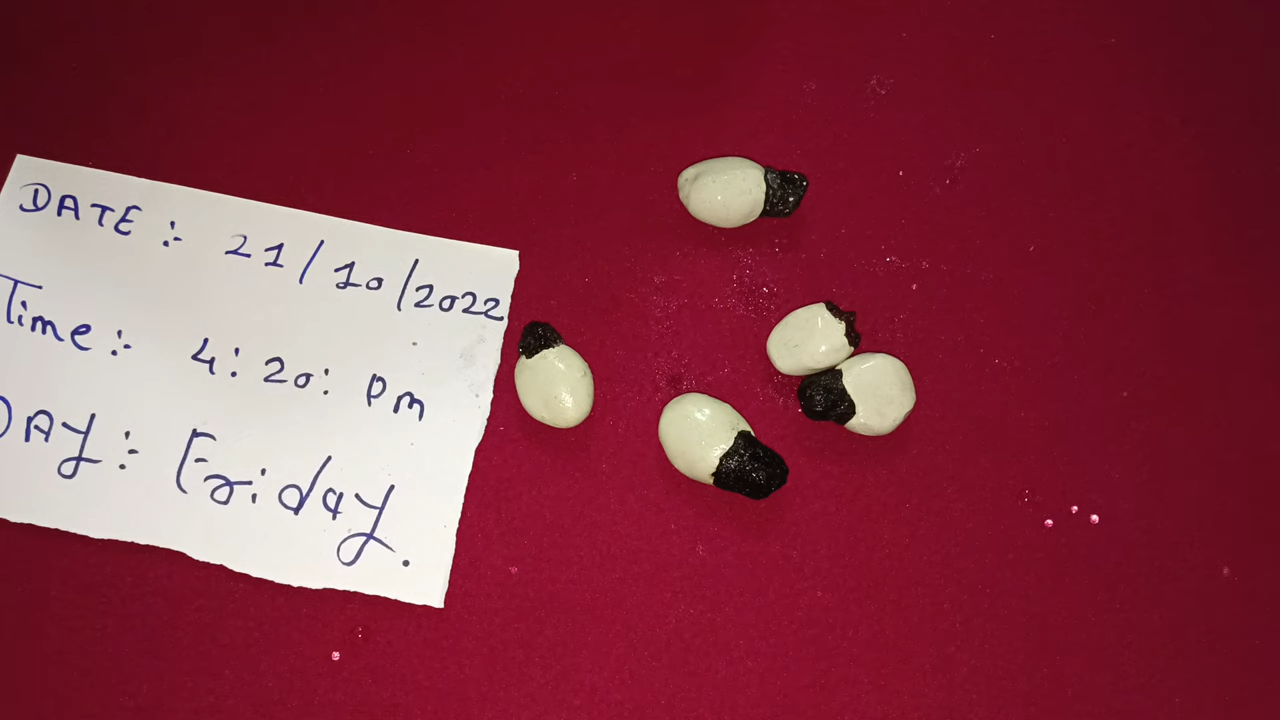 DATE :- 21/10/2022
Time :- 4:20: pm
DAY :- Friday.